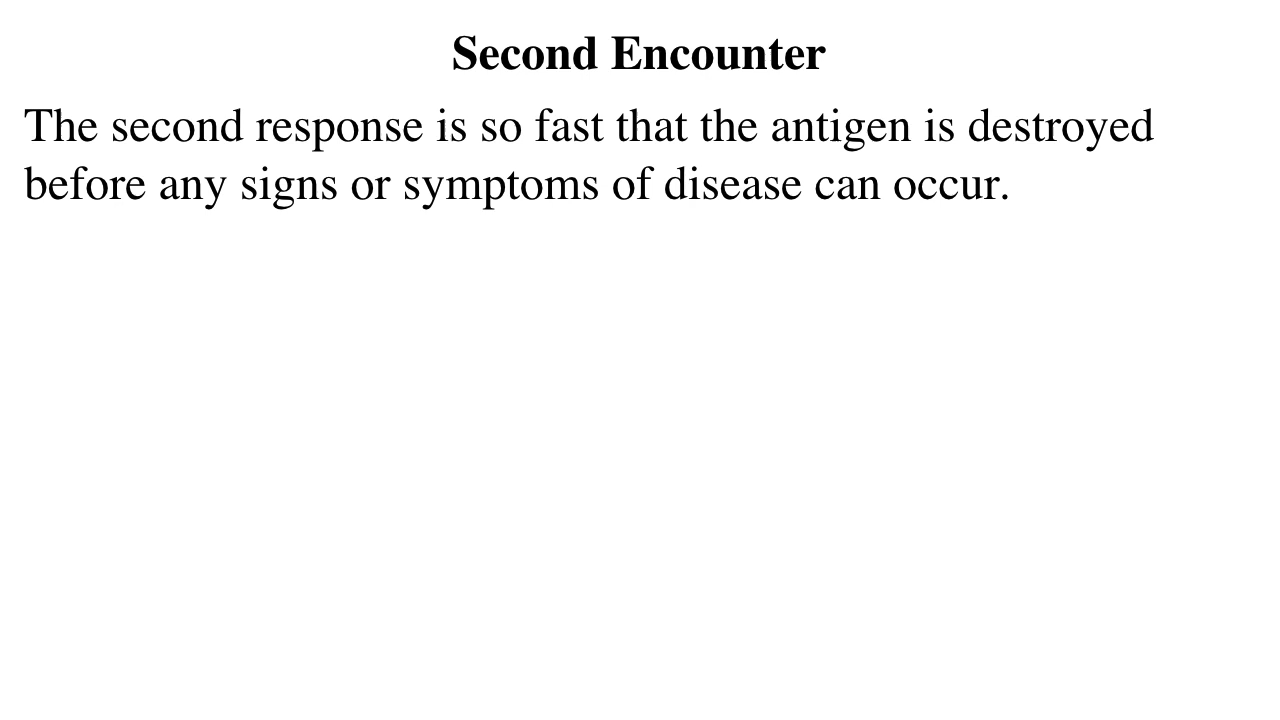 Second Encounter
The second response is so fast that the antigen is destroyed
before any signs or symptoms of disease can occur.